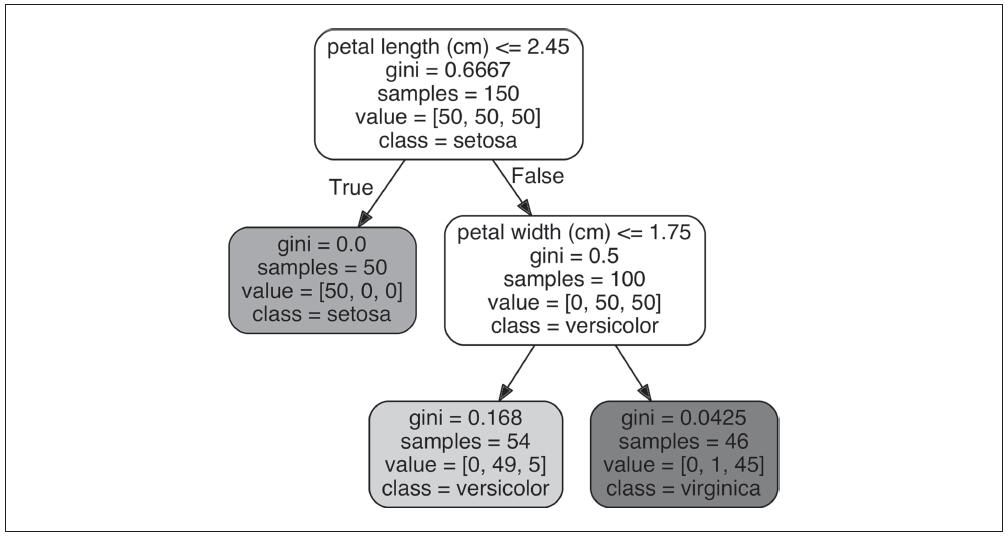 petal length (cm) <= 2.45
gini = 0.6667
samples = 150
value = [50, 50, 50]
class = setosa
True
False
gini = 0.0
samples = 50
value = [50, 0, 0]
class = setosa
petal width (cm) <= 1.75
gini = 0.5
samples = 100
value = [0, 50, 50]
class = versicolor
gini = 0.168
samples = 54
value = [0, 49, 5]
class = versicolor
gini = 0.0425
samples = 46
value = [0, 1, 45]
class = virginica